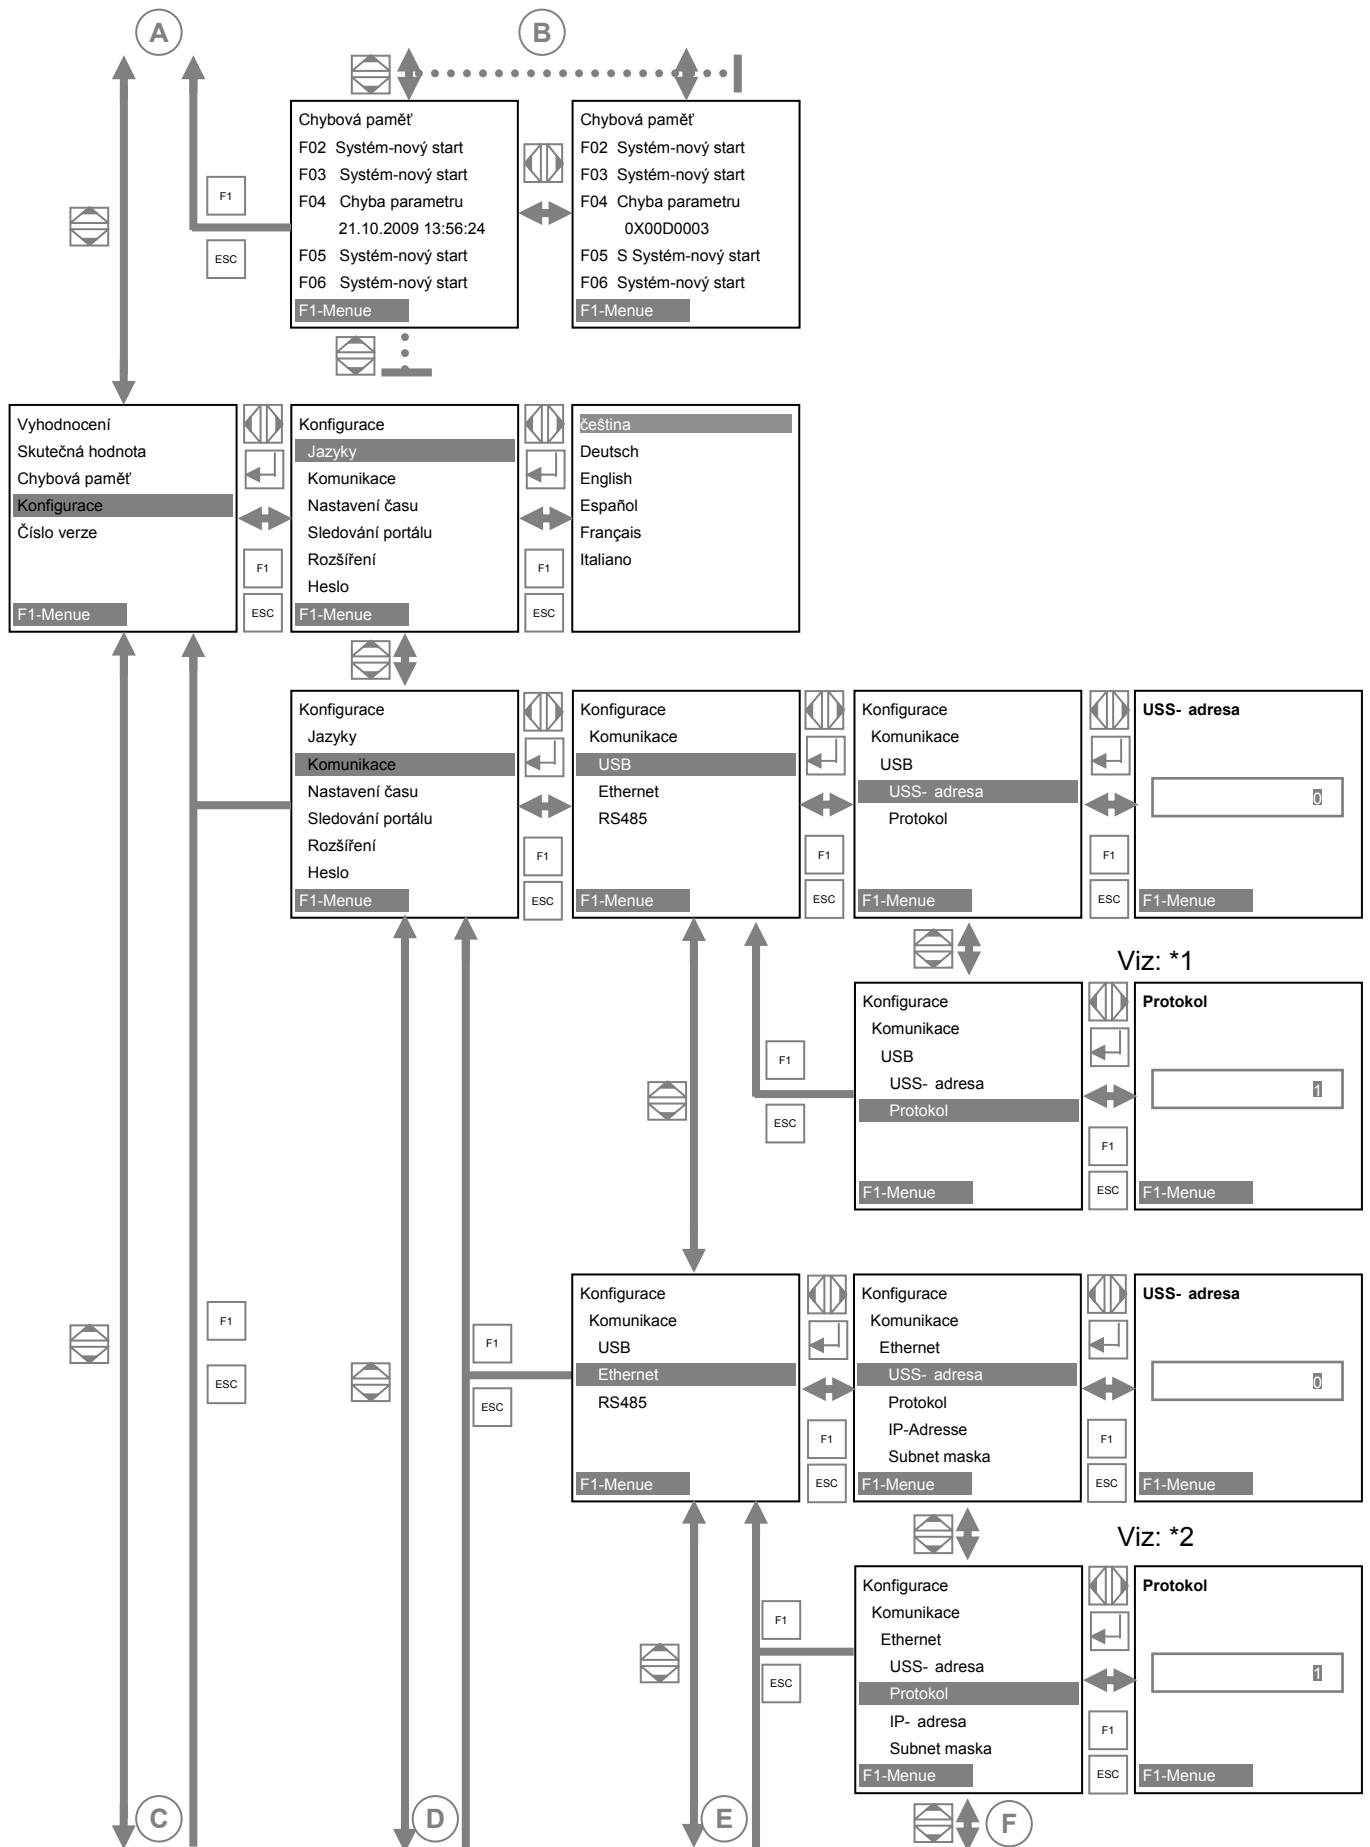 A
B
Chybová paměť
F02 Systém-nový start
F03 Systém-nový start
F04 Chyba parametru
21.10.2009 13:56:24
F05 Systém-nový start
F06 Systém-nový start
F1-Menue
Chybová paměť
F02 Systém-nový start
F03 Systém-nový start
F04 Chyba parametru
0X00D0003
F05 S Systém-nový start
F06 Systém-nový start
F1-Menue
F1
ESC
Vyhodnocení
Skutečná hodnota
Chybová paměť
Konfigurace
Číslo verze
F1-Menue
F1
ESC
Konfigurace
Jazyky
Komunikace
Nastavení času
Sledování portálu
Rozšíření
Heslo
F1-Menue
F1
ESC
čeština
Deutsch
English
Español
Français
Italiano
Konfigurace
Jazyky
Komunikace
Nastavení času
Sledování portálu
Rozšíření
Heslo
F1-Menue
F1
ESC
Konfigurace
Komunikace
USB
Ethernet
RS485
F1-Menue
F1
ESC
Konfigurace
Komunikace
USB
USS- adresa
Protokol
F1-Menue
F1
ESC
USS- adresa
0
F1-Menue
Viz: *1
F1
ESC
Konfigurace
Komunikace
USB
USS- adresa
Protokol
F1-Menue
F1
ESC
Protokol
1
F1-Menue
F1
ESC
F1
ESC
Konfigurace
Komunikace
USB
Ethernet
RS485
F1-Menue
F1
ESC
Konfigurace
Komunikace
Ethernet
USS- adresa
Protokol
IP-Adresse
Subnet maska
F1-Menue
F1
ESC
USS- adresa
0
F1-Menue
Viz: *2
F1
ESC
Konfigurace
Komunikace
Ethernet
USS- adresa
Protokol
IP- adresa
Subnet maska
F1-Menue
F1
ESC
Protokol
1
F1-Menue
C
D
E
F